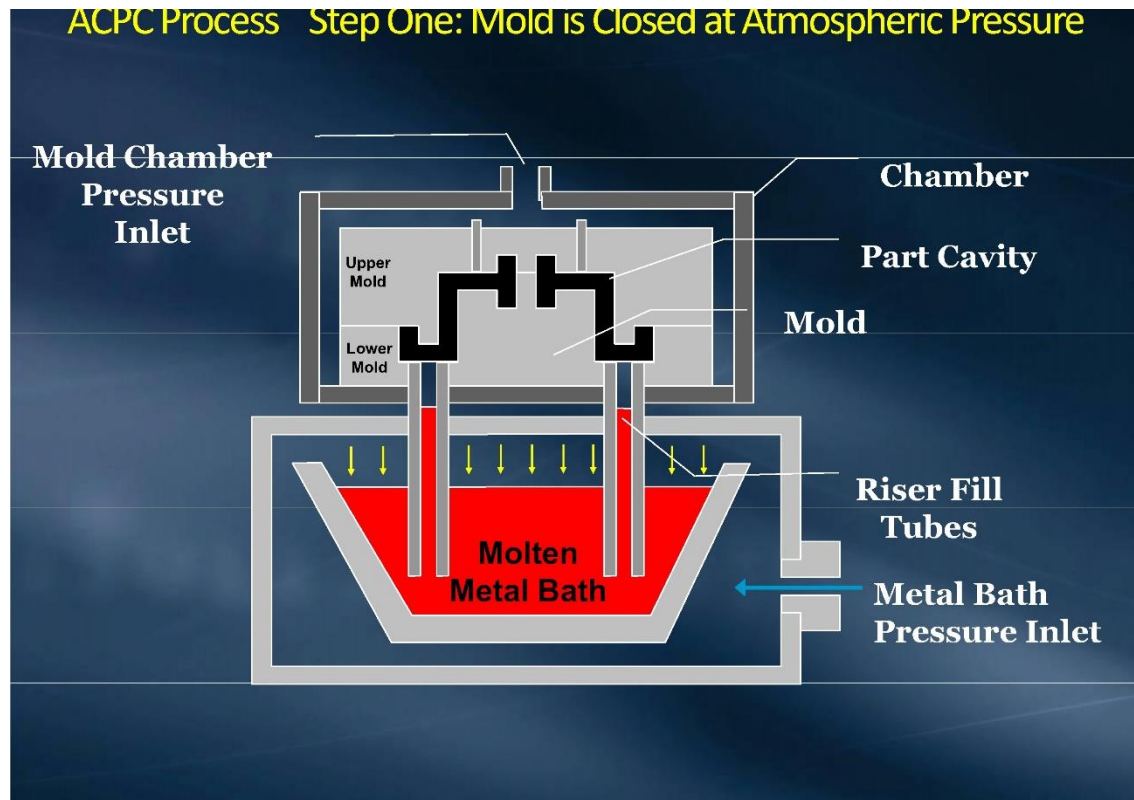 ACPC Process Step One: Mold is Closed at Atmospheric Pressure
Mold Chamber
Pressure
Inlet
Chamber
Part Cavity
Mold
Upper
Mold
Lower
Mold
Riser Fill
Tubes
Molten
Metal Bath
Metal Bath
Pressure Inlet